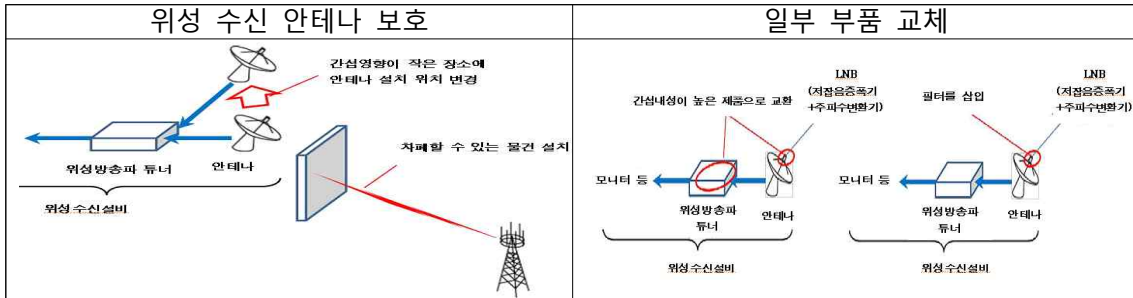 위성 수신 안테나 보호
일부 부품 교체
간섭영향이 작은 장소에
안테나 설치 위치 변경
위성방송파 튜너
안테나
차폐할 수 있는 물건 설치
위성 수신설비
LNB
(저잡음증폭기
+주파수변환기)
간섭내성이 높은 제품으로 교환
모니터 등
위성방송파
튜너
안테나
위성 수신설비
LNB
(저잡음증폭기
+주파수변환기)
필터를 삽입
모니터 등
위성방송파
튜너
안테나
위성 수신설비